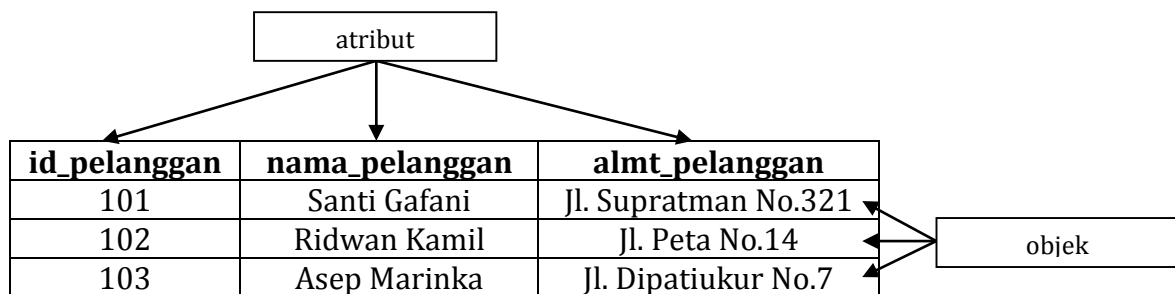 atribut
id_pelanggan nama_pelanggan almt_pelanggan
101 Santi Gafani Jl. Supratman No.321
102 Ridwan Kamil Jl. Peta No.14
objek
103 Asep Marinka Jl. Dipatiukur No.7